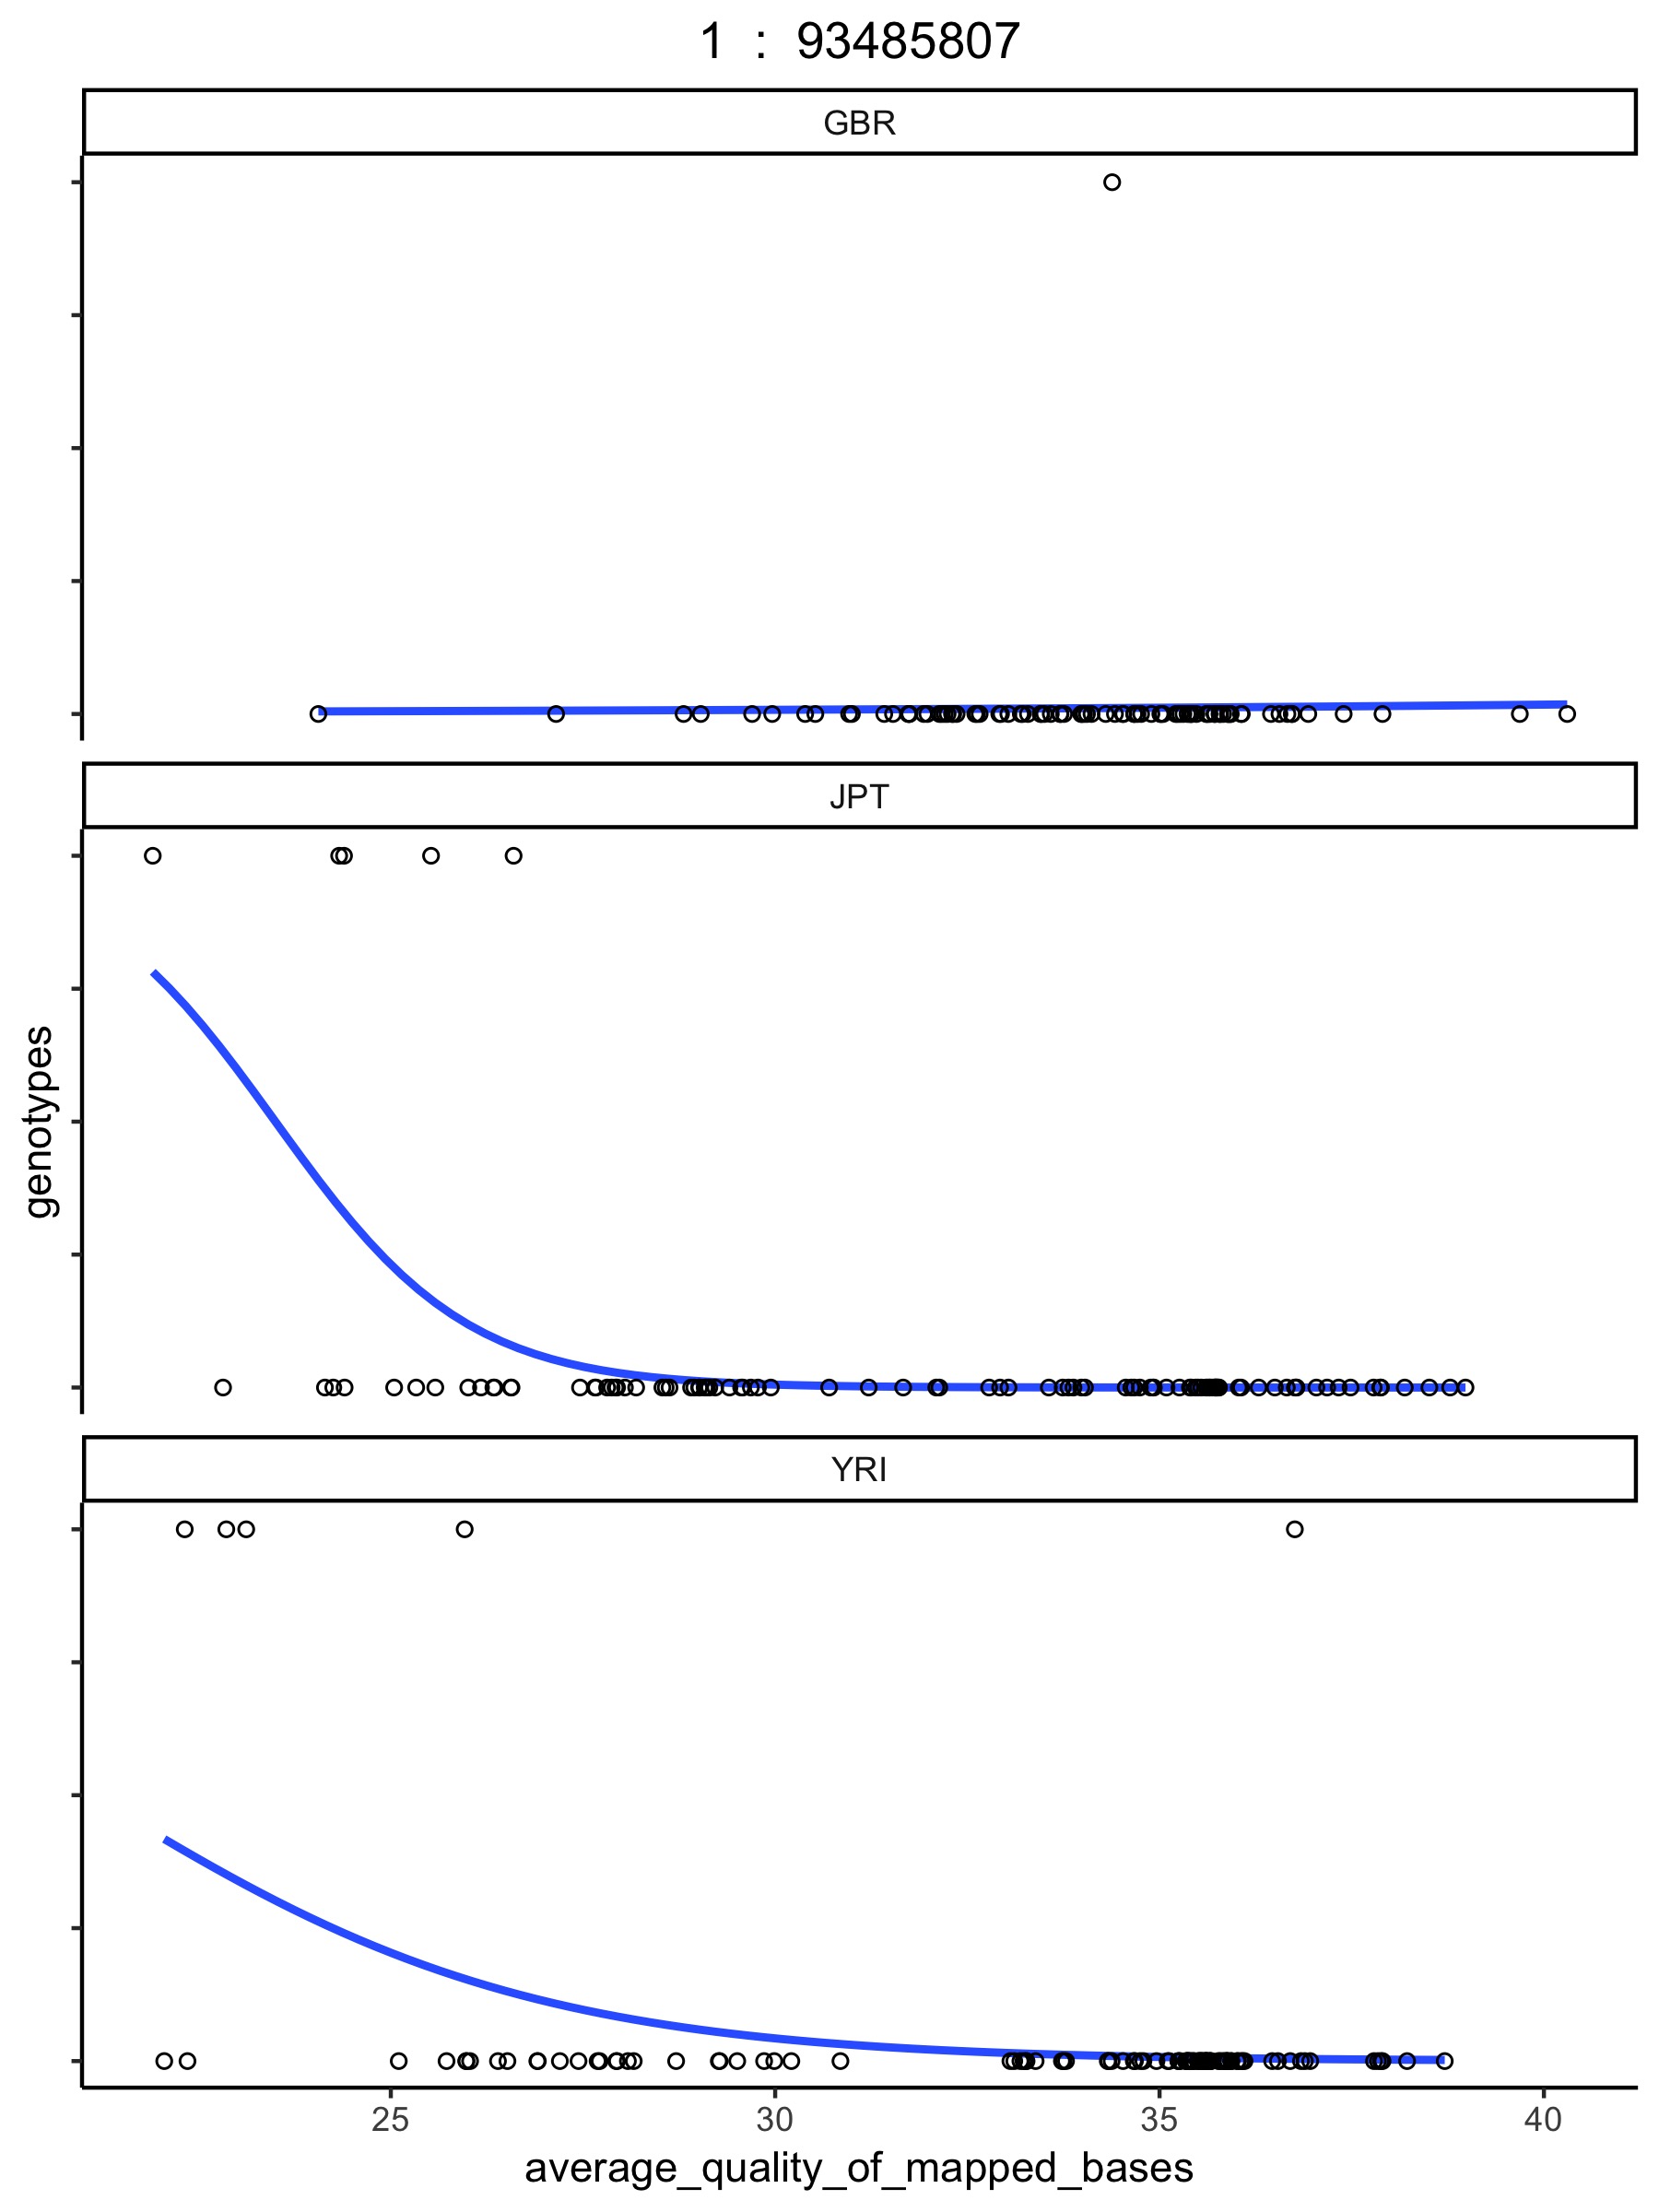 1 : 93485807
GBR
JPT
YRI
genotypes
25 30 35 40
average_quality_of_mapped_bases